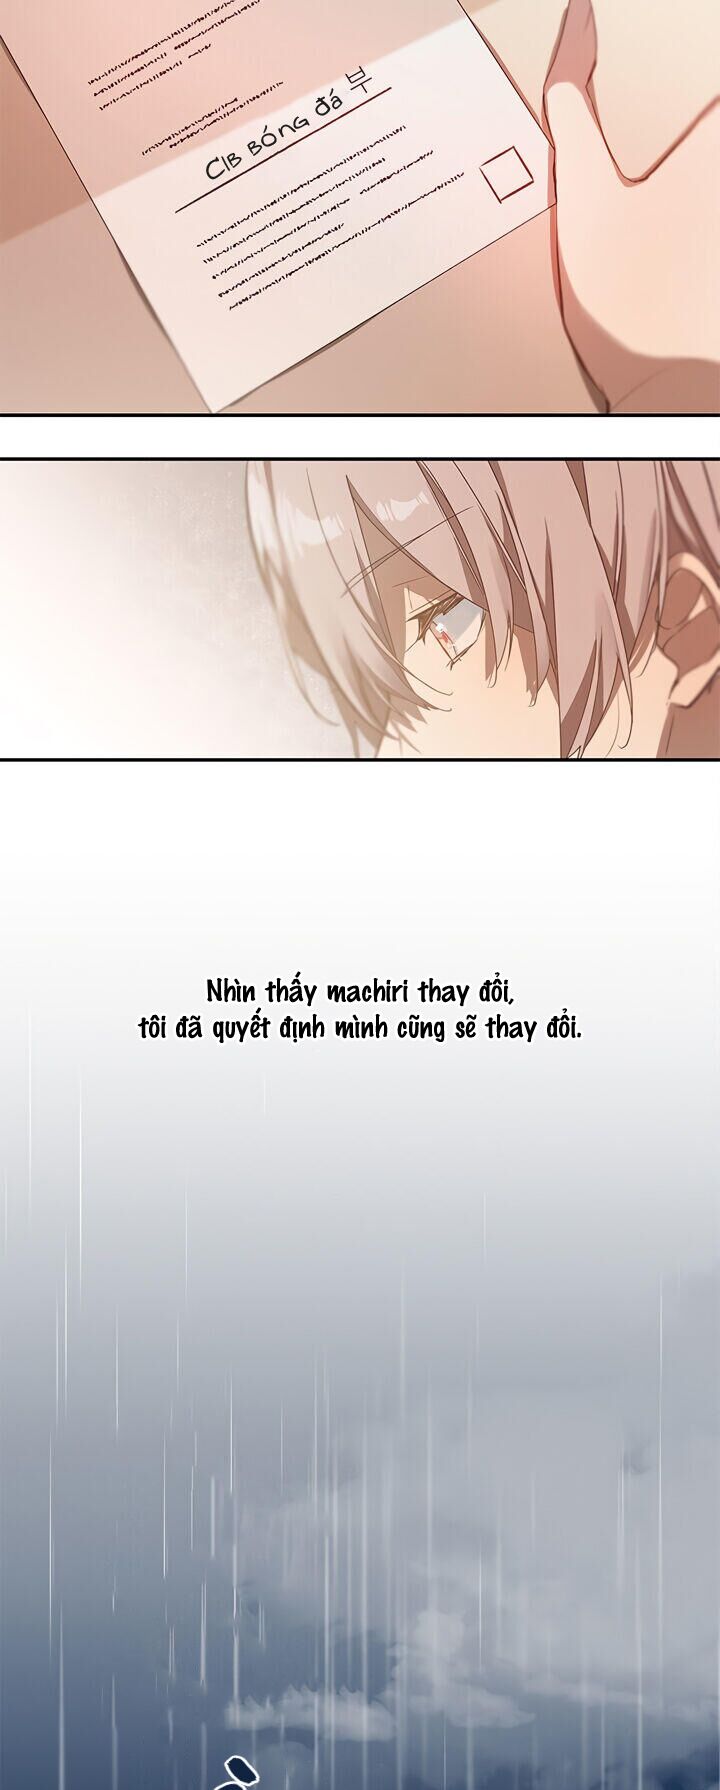 CLB BÓNG ĐÁ 부
Nhìn thấy machiri thay đổi,
tôi đã quyết định mình cũng sẽ thay đổi.